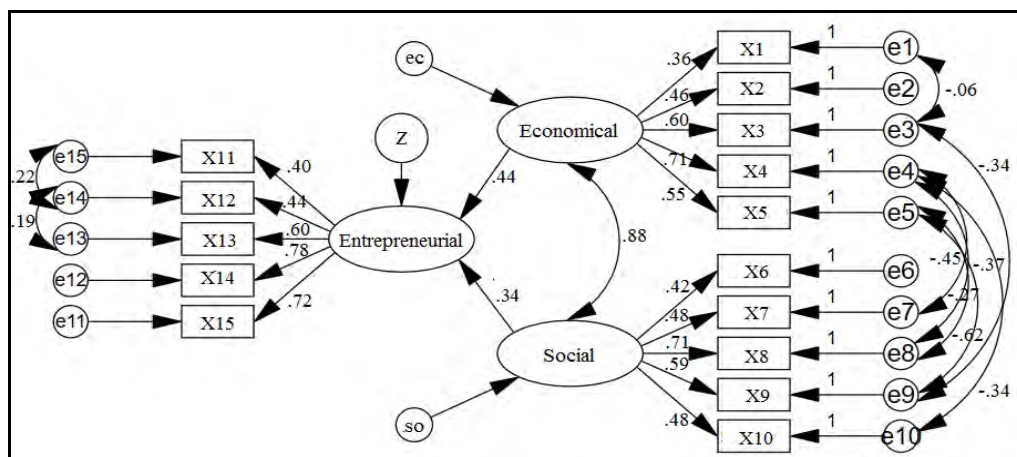 ec
Z
Economical
Entrepreneurial
Social
so
X1
X2
X3
X4
X5
X6
X7
X8
X9
X10
X11
X12
X13
X14
X15
e1
e2
e3
e4
e5
e6
e7
e8
e9
e10
e15
e14
e13
e12
e11
1
1
1
1
1
1
1
1
1
1
.36
.46
.60
.71
.55
.42
.48
.71
.59
.48
.40
.44
.60
.78
.72
.44
.34
.88
.22
.19
-.06
-.34
-.45
-.37
-.27
-.62
-.34